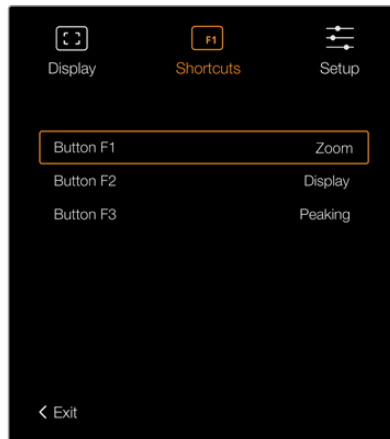 F1
Display Shortcuts Setup
Button F1 Zoom
Button F2 Display
Button F3 Peaking
Exit